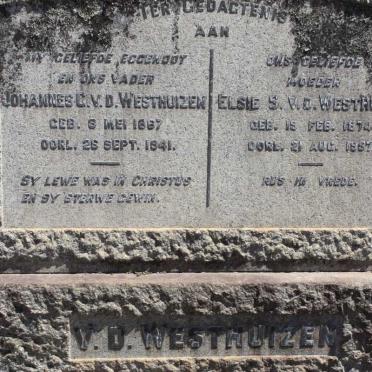 TER GEDAGTENIS
AAN
MY GELIEFDE EGGENOOT
EN ONS VADER
JOHANNES C.V.D. WESTHUIZEN
GEB. 6 MEI 1867
OORL. 26 SEPT. 1941.
SY LEWE WAS IN CHRISTUS
EN SY STERWE GEWIN.
ONS GELIEFDE
MOEDER
ELSIE S. V.D. WESTHU
GEB. 15 FEB. 1874
OORL. 21 AUG. 1957
RUS IN VREDE.
V.D. WESTHUIZEN